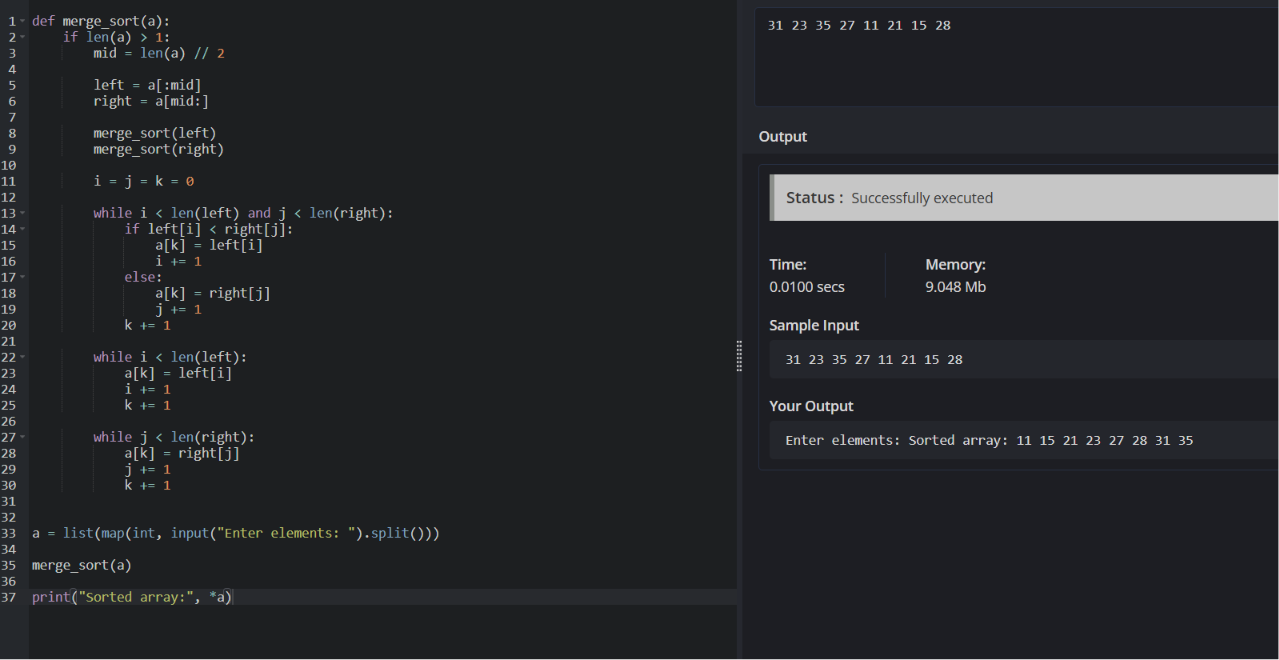 1 def merge_sort(a):
2     if len(a) > 1:
3         mid = len(a) // 2
4
5         left = a[:mid]
6         right = a[mid:]
7
8         merge_sort(left)
9         merge_sort(right)
10
11         i = j = k = 0
12
13         while i < len(left) and j < len(right):
14             if left[i] < right[j]:
15                 a[k] = left[i]
16                 i += 1
17             else:
18                 a[k] = right[j]
19                 j += 1
20             k += 1
21
22         while i < len(left):
23             a[k] = left[i]
24             i += 1
25             k += 1
26
27         while j < len(right):
28             a[k] = right[j]
29             j += 1
30             k += 1
31
32
33 a = list(map(int, input("Enter elements: ").split()))
34
35 merge_sort(a)
36
37 print("Sorted array:", *a)
31 23 35 27 11 21 15 28
Output
Status : Successfully executed
Time: Memory:
0.0100 secs 9.048 Mb
Sample Input
31 23 35 27 11 21 15 28
Your Output
Enter elements: Sorted array: 11 15 21 23 27 28 31 35